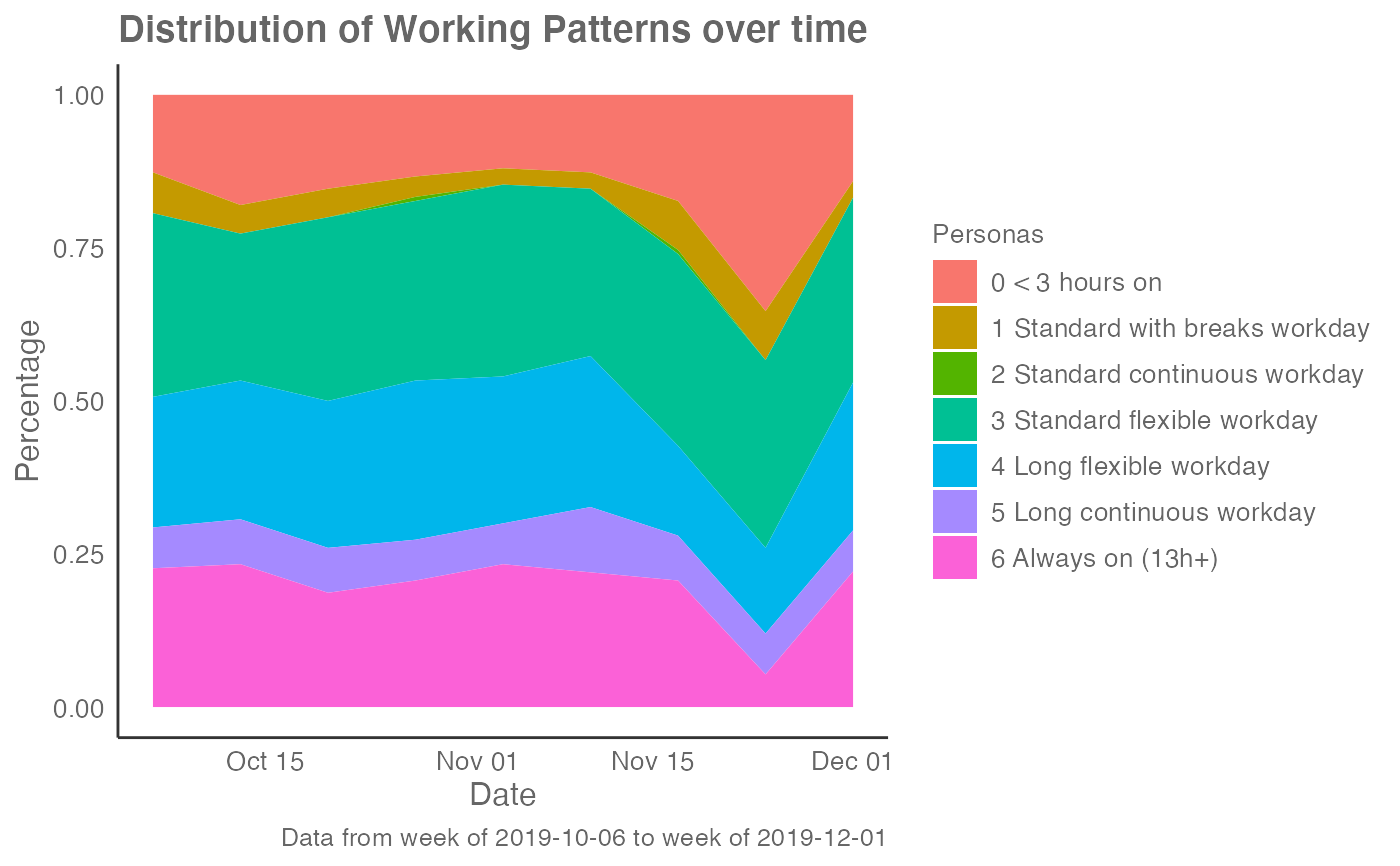 Distribution of Working Patterns over time
Percentage
1.00
0.75
0.50
0.25
0.00
Oct 15
Nov 01
Nov 15
Dec 01
Date
Data from week of 2019-10-06 to week of 2019-12-01
Personas
0 < 3 hours on
1 Standard with breaks workday
2 Standard continuous workday
3 Standard flexible workday
4 Long flexible workday
5 Long continuous workday
6 Always on (13h+)